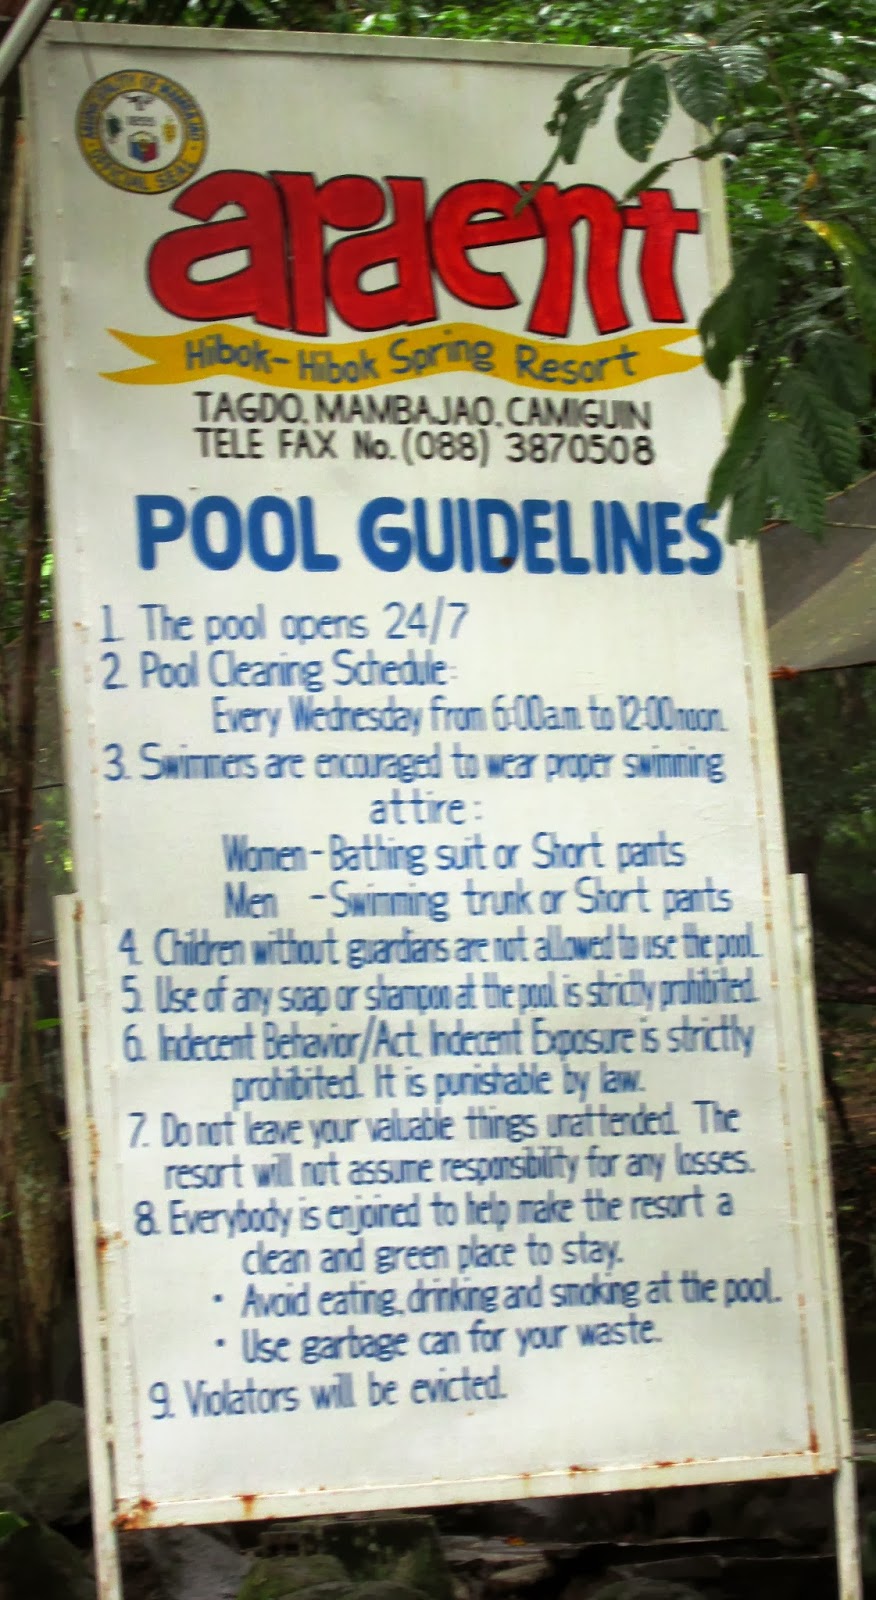 MUNICIPALITY OF MAMBAJAO
OFFICIAL SEAL
ardent
Hibok-Hibok Spring Resort
TAGDO, MAMBAJAO, CAMIGUIN
TELE FAX No. (088) 3870508
POOL GUIDELINES
1. The pool opens 24/7
2. Pool Cleaning Schedule:
Every Wednesday from 6:00a.m. to 12:00noon.
3. Swimmers are encouraged to wear proper swimming
attire:
Women - Bathing suit or Short pants
Men - Swimming trunk or Short pants
4. Children without guardians are not allowed to use the pool.
5. Use of any soap or shampoo at the pool is strictly prohibited.
6. Indecent Behavior/Act. Indecent Exposure is strictly
prohibited. It is punishable by law.
7. Do not leave your valuable things unattended. The
resort will not assume responsibility for any losses.
8. Everybody is enjoined to help make the resort a
clean and green place to stay.
• Avoid eating, drinking and smoking at the pool.
• Use garbage can for your waste.
9. Violators will be evicted.